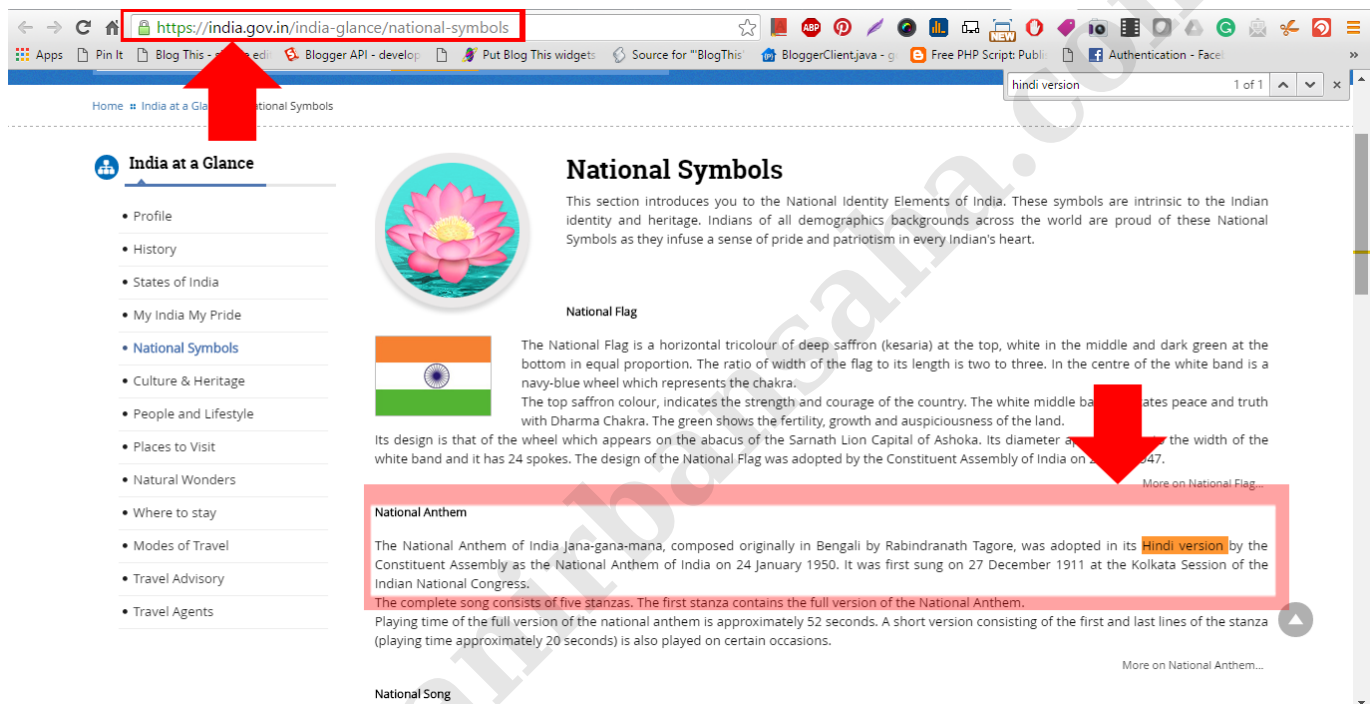 https://india.gov.in/india-glance/national-symbols
Apps Pin It Blog This - edi Blogger API - develop Put Blog This widgets Source for "'BlogThis' BloggerClient.java - g Free PHP Script: Publi Authentication - Face
hindi version 1 of 1
Home India at a National Symbols
India at a Glance
National Symbols
This section introduces you to the National Identity Elements of India. These symbols are intrinsic to the Indian
identity and heritage. Indians of all demographics backgrounds across the world are proud of these National
Symbols as they infuse a sense of pride and patriotism in every Indian's heart.
• Profile
• History
• States of India
• My India My Pride
• National Symbols
• Culture & Heritage
• People and Lifestyle
• Places to Visit
• Natural Wonders
• Where to stay
• Modes of Travel
• Travel Advisory
• Travel Agents
National Flag
The National Flag is a horizontal tricolour of deep saffron (kesaria) at the top, white in the middle and dark green at the
bottom in equal proportion. The ratio of width of the flag to its length is two to three. In the centre of the white band is a
navy-blue wheel which represents the chakra.
The top saffron colour, indicates the strength and courage of the country. The white middle peace and truth
with Dharma Chakra. The green shows the fertility, growth and auspiciousness of the land.
Its design is that of the wheel which appears on the abacus of the Sarnath Lion Capital of Ashoka. Its diameter the width of the
white band and it has 24 spokes. The design of the National Flag was adopted by the Constituent Assembly of India on 47.
More on National Flag...
National Anthem
The National Anthem of India Jana-gana-mana, composed originally in Bengali by Rabindranath Tagore, was adopted in its Hindi version by the
Constituent Assembly as the National Anthem of India on 24 January 1950. It was first sung on 27 December 1911 at the Kolkata Session of the
Indian National Congress.
The complete song consists of five stanzas. The first stanza contains the full version of the National Anthem.
Playing time of the full version of the national anthem is approximately 52 seconds. A short version consisting of the first and last lines of the stanza
(playing time approximately 20 seconds) is also played on certain occasions.
More on National Anthem...
National Song
anirbansaha.com
ABP
NEW